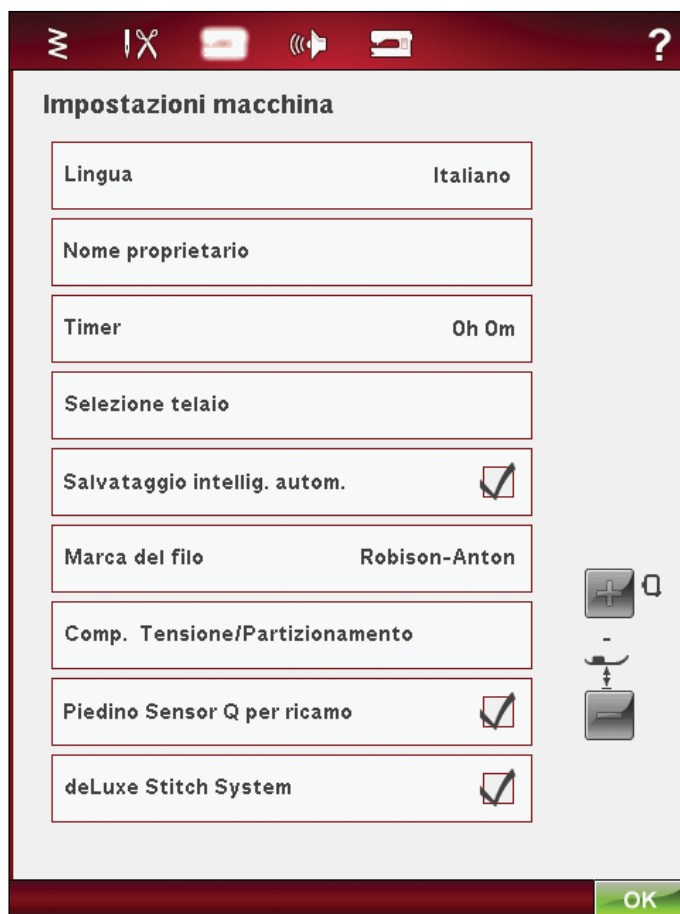 ?
Impostazioni macchina
Lingua Italiano
Nome proprietario
Timer 0h 0m
Selezione telaio
Salvataggio intellig. autom.
Marca del filo Robison-Anton
Comp. Tensione/Partizionamento
Piedino Sensor Q per ricamo
deLuxe Stitch System
+
-
-
OK